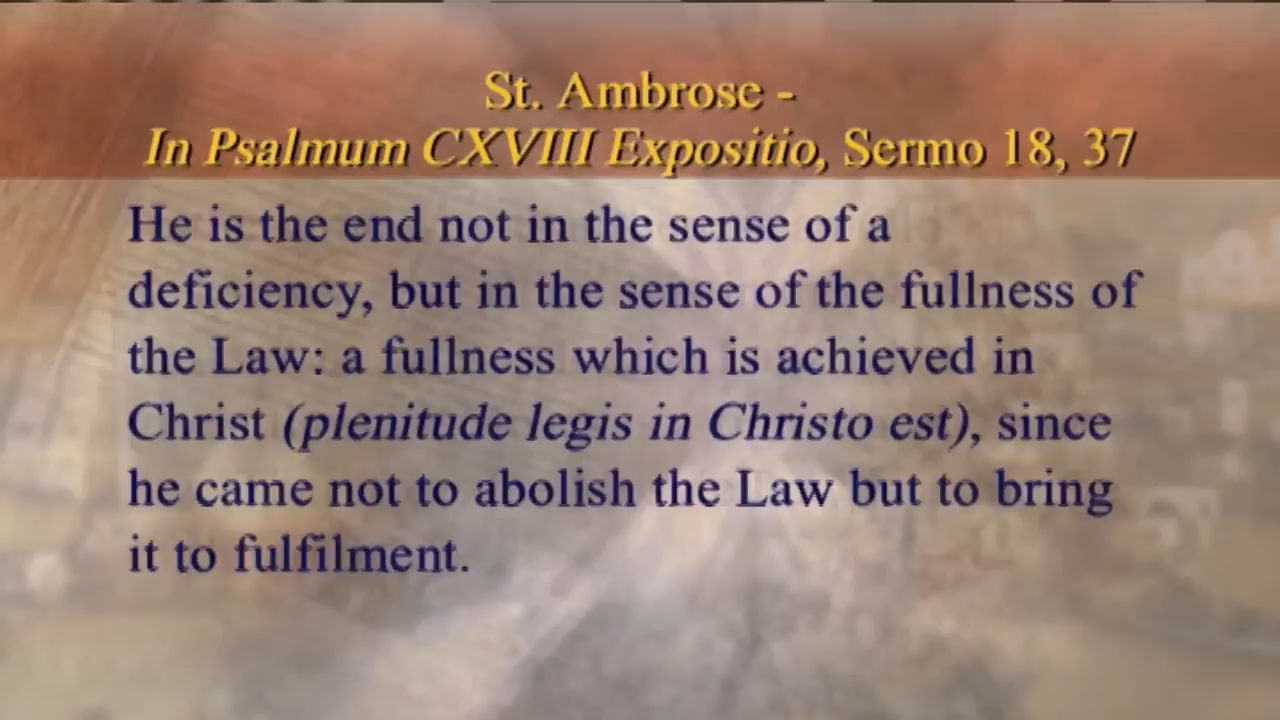 St. Ambrose -
In Psalmum CXVIII Expositio, Sermo 18, 37
He is the end not in the sense of a
deficiency, but in the sense of the fullness of
the Law: a fullness which is achieved in
Christ (plenitude legis in Christo est), since
he came not to abolish the Law but to bring
it to fulfilment.